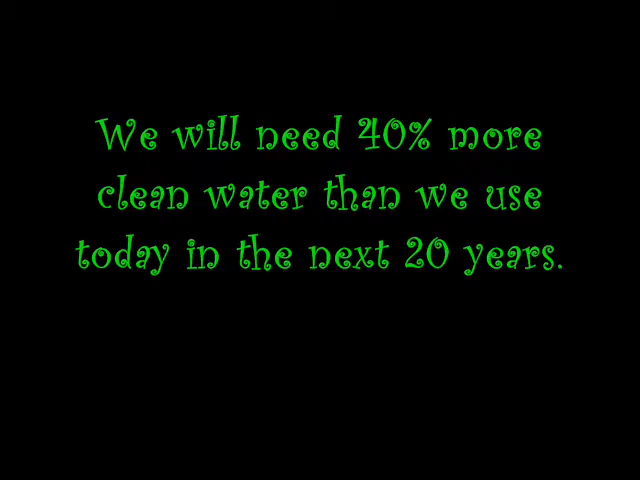 We will need 40% more
clean water than we use
today in the next 20 years.